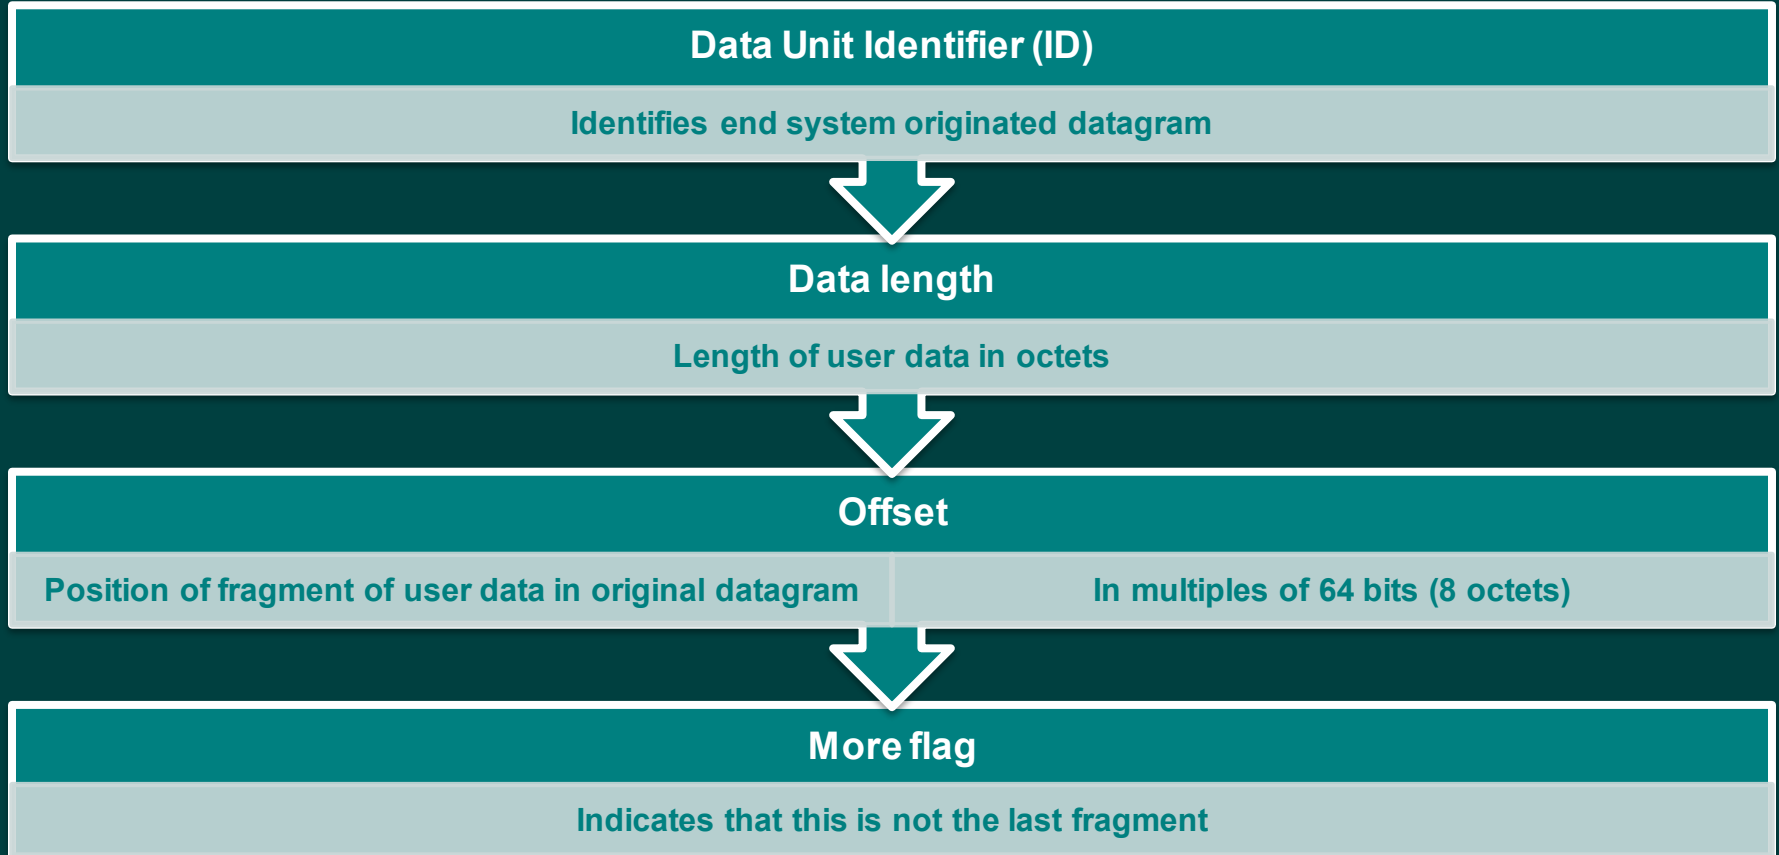 Data Unit Identifier (ID)
Identifies end system originated datagram
Data length
Length of user data in octets
Offset
Position of fragment of user data in original datagram
In multiples of 64 bits (8 octets)
More flag
Indicates that this is not the last fragment